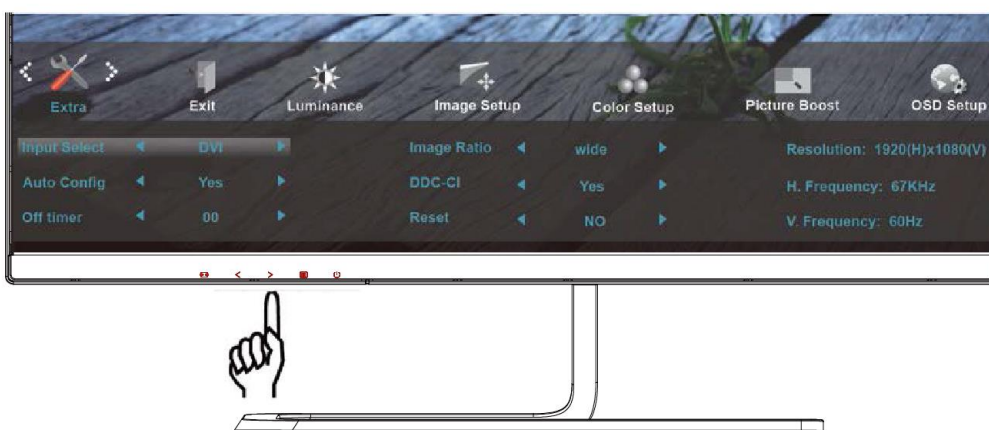 Extra Exit Luminance Image Setup Color Setup Picture Boost OSD Setup
Input Select DVI Image Ratio wide Resolution: 1920(H)x1080(V)
Auto Config Yes DDC-CI Yes H. Frequency: 67KHz
Off timer 00 Reset NO V. Frequency: 60Hz